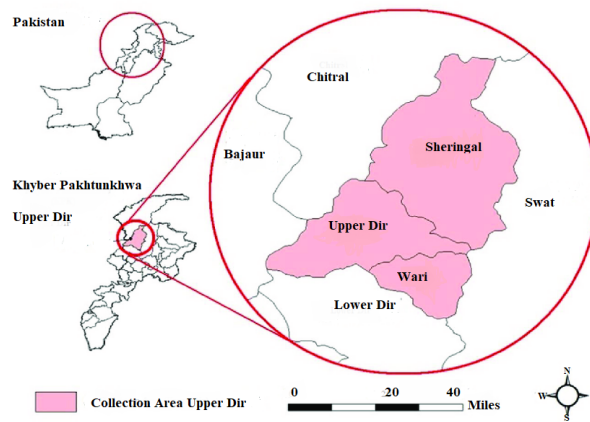 Pakistan
Chitral
Sheringal
Bajaur
Khyber Pakhtunkhwa
Swat
Upper Dir
Upper Dir
Wari
Lower Dir
0 20 40
Collection Area Upper Dir
Miles
N
W E
S